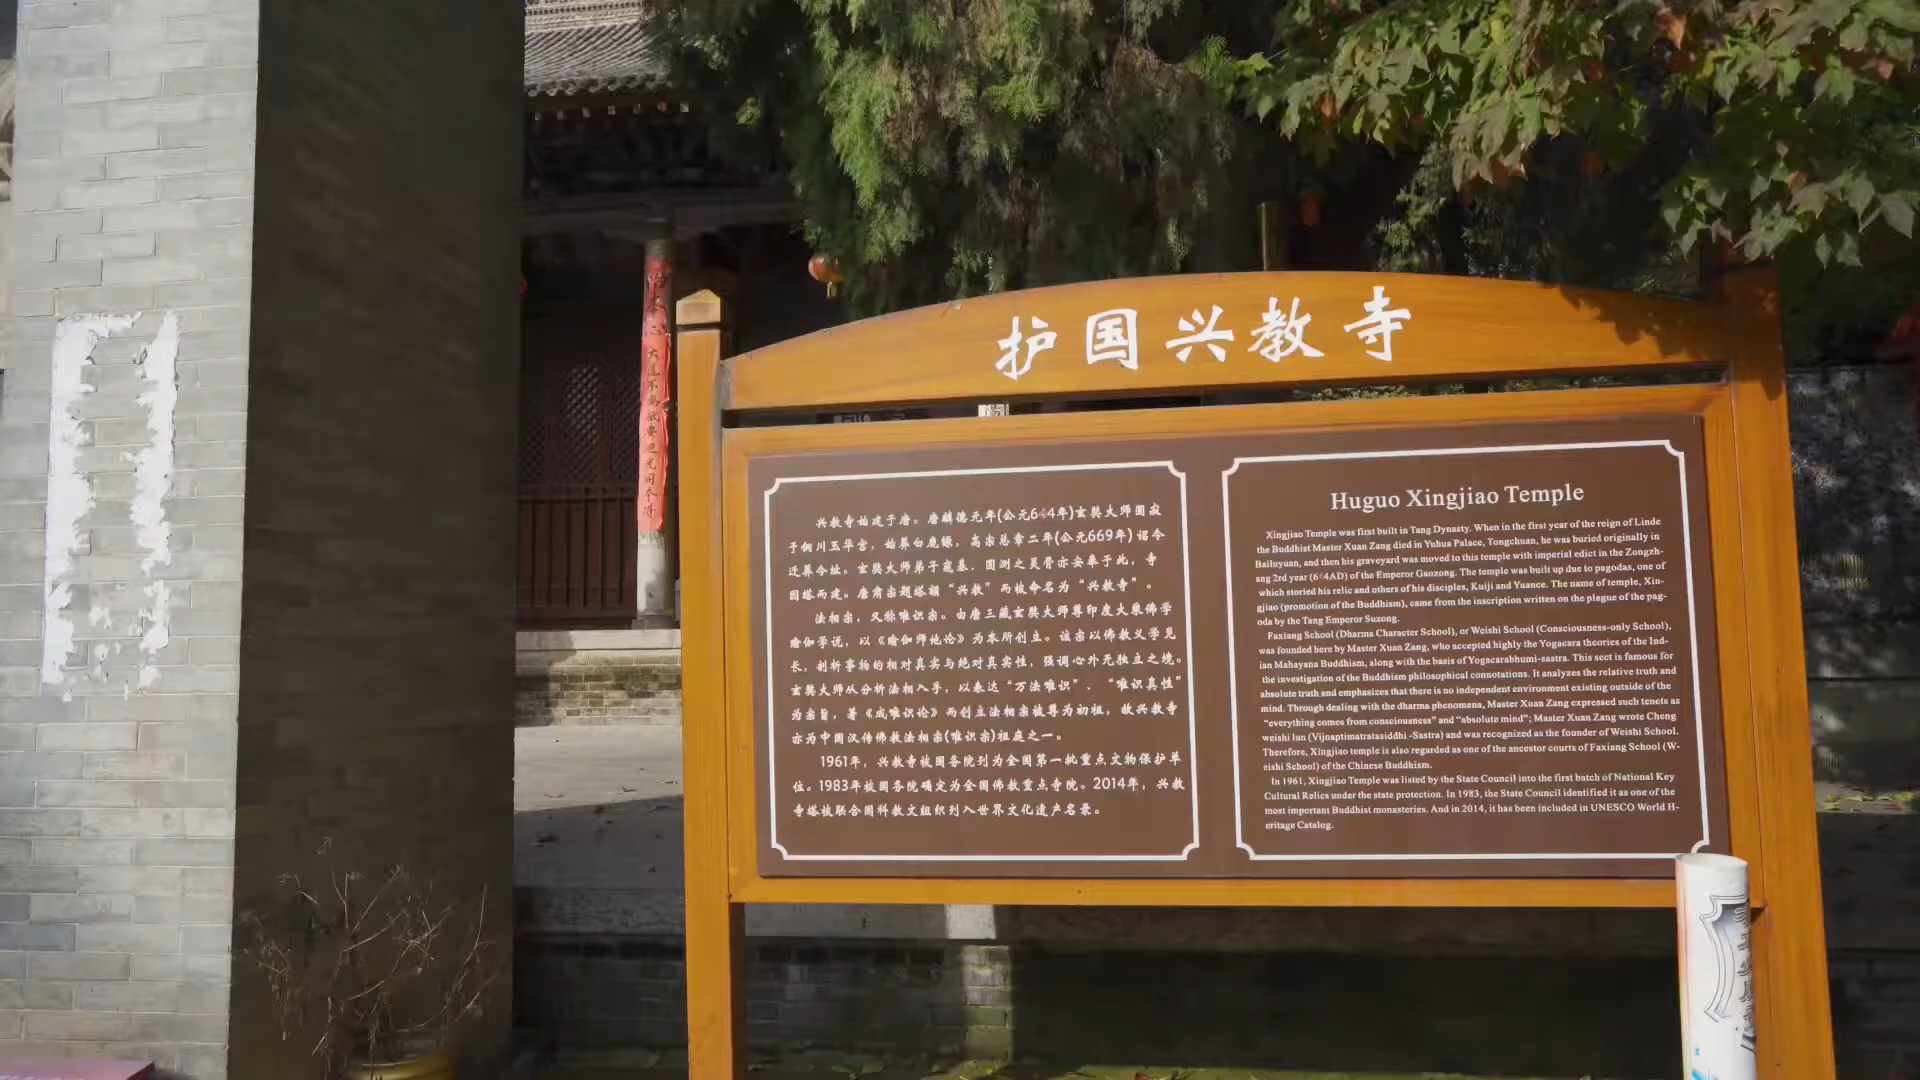 护国兴教寺
兴教寺始建于唐。唐麟德元年(公元644年)玄奘大师圆寂
于铜川玉华宫，始葬白鹿原，高宗总章二年(公元669年)诏令
迁葬今址。玄奘大师弟子窥基、圆测之灵骨亦安奉于此，寺
因塔而建。唐肃宗题塔额“兴教”而被命名为“兴教寺”。
法相宗，又称唯识宗。由唐三藏玄奘大师尊印度大乘佛学
瑜伽学说，以《瑜伽师地论》为本所创立。该宗以佛教义学见
长，剖析事物的相对真实与绝对真实性，强调心外无独立之境。
玄奘大师从分析法相入手，以表达“万法唯识”、“唯识真性”
为宗旨，著《成唯识论》而创立法相宗被尊为初祖，故兴教寺
亦为中国汉传佛教法相宗(唯识宗)祖庭之一。
1961年，兴教寺被国务院列为全国第一批重点文物保护单
位。1983年被国务院确定为全国佛教重点寺院。2014年，兴教
寺塔被联合国科教文组织列入世界文化遗产名录。
Huguo Xingjiao Temple
Xingjiao Temple was first built in Tang Dynasty. When in the first year of the reign of Linde
the Buddhist Master Xuan Zang died in Yuhua Palace, Tongchuan, he was buried originally in
Bailuyuan, and then his graveyard was moved to this temple with imperial edict in the Zongzh-
ang 2rd year (AD) of the Emperor Gaozong. The temple was built up due to pagodas, one of
which storied his relic and others of his disciples, Kuiji and Yuance. The name of temple, Xin-
gjiao (promotion of the Buddhism), came from the inscription written on the plague of the pag-
oda by the Tang Emperor Suzong.
Faxiang School (Dharma Character School), or Weishi School (Consciousness-only School),
was founded here by Master Xuan Zang, who accepted highly the Yogacara theories of the Ind-
ian Mahayana Buddhism, along with the basis of Yogacarabhumi-sastra. This sect is famous for
the investigation of the Buddhism philosophical connotations. It analyzes the relative truth and
absolute truth and emphasizes that there is no independent environment existing outside of the
mind. Through dealing with the dharma phenomena, Master Xuan Zang expressed such tenets as
“everything comes from consciousness” and “absolute mind”; Master Xuan Zang wrote Cheng
weishi lun (Vijnaptimatratasiddhi -Sastra) and was recognized as the founder of Weishi School.
Therefore, Xingjiao temple is also regarded as one of the ancestor courts of Faxiang School (W-
eishi School) of the Chinese Buddhism.
In 1961, Xingjiao Temple was listed by the State Council into the first batch of National Key
Cultural Relics under the state protection. In 1983, the State Council identified it as one of the
most important Buddhist monasteries. And in 2014, it has been included in UNESCO World H-
eritage Catalog.